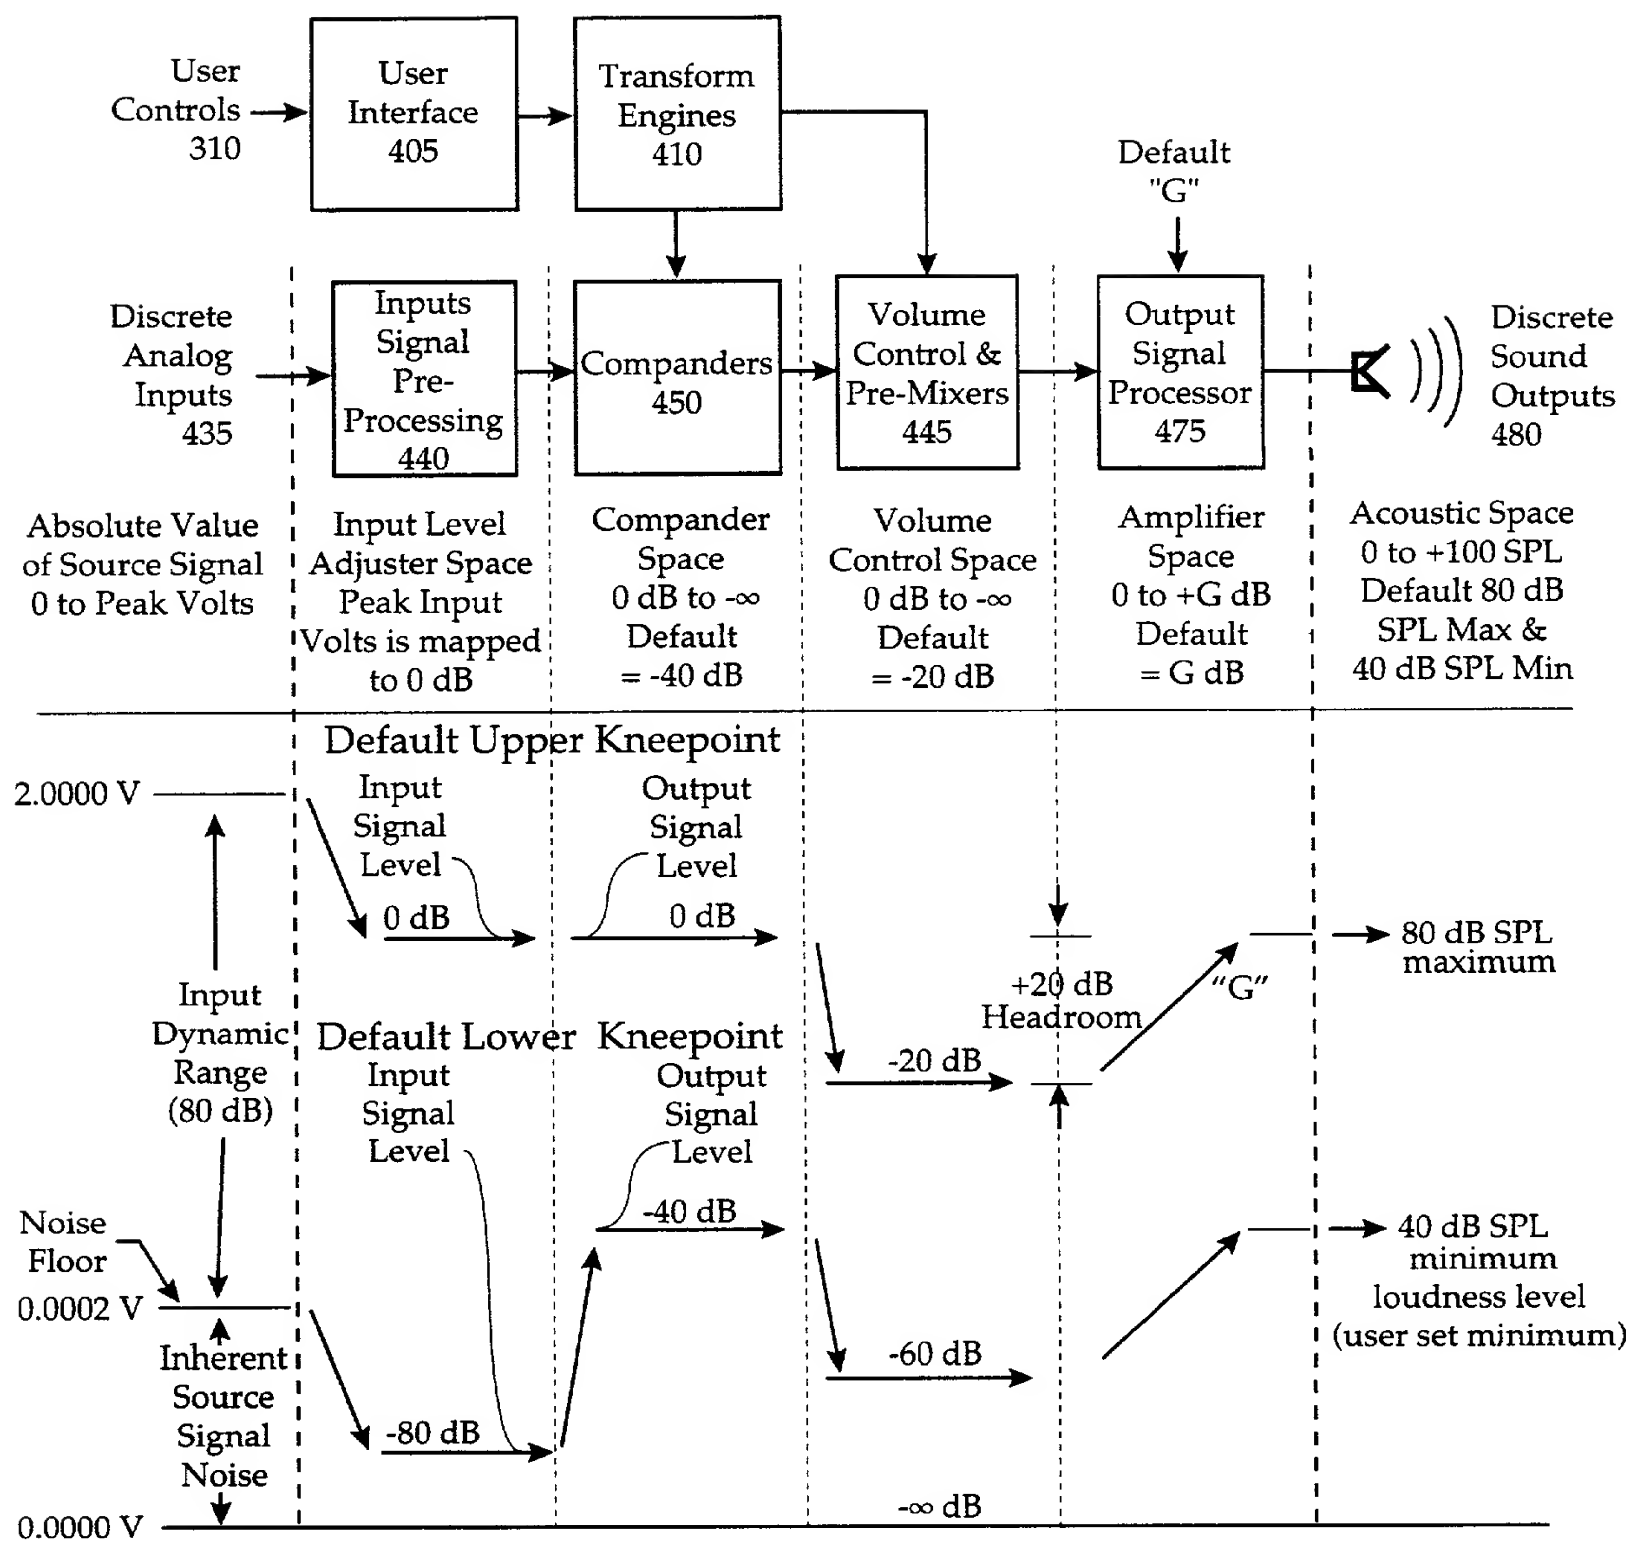 User
Controls
310
User
Interface
405
Transform
Engines
410
Default
"G"
Discrete
Analog
Inputs
435
Inputs
Signal
Pre-
Processing
440
Companders
450
Volume
Control &
Pre-Mixers
445
Output
Signal
Processor
475
Discrete
Sound
Outputs
480
Absolute Value
of Source Signal
0 to Peak Volts
Input Level
Adjuster Space
Peak Input
Volts is mapped
to 0 dB
Compander
Space
0 dB to -∞
Default
= -40 dB
Volume
Control Space
0 dB to -∞
Default
= -20 dB
Amplifier
Space
0 to +G dB
Default
= G dB
Acoustic Space
0 to +100 SPL
Default 80 dB
SPL Max &
40 dB SPL Min
Default Upper Kneepoint
2.0000 V
Input
Signal
Level
0 dB
Output
Signal
Level
0 dB
80 dB SPL
maximum
+20 dB
Headroom
"G"
Input
Dynamic
Range
(80 dB)
Default Lower Kneepoint
Input
Signal
Level
Output
Signal
Level
-20 dB
-40 dB
Noise
Floor
0.0002 V
40 dB SPL
minimum
loudness level
(user set minimum)
-60 dB
Inherent
Source
Signal
Noise
-80 dB
-∞ dB
0.0000 V